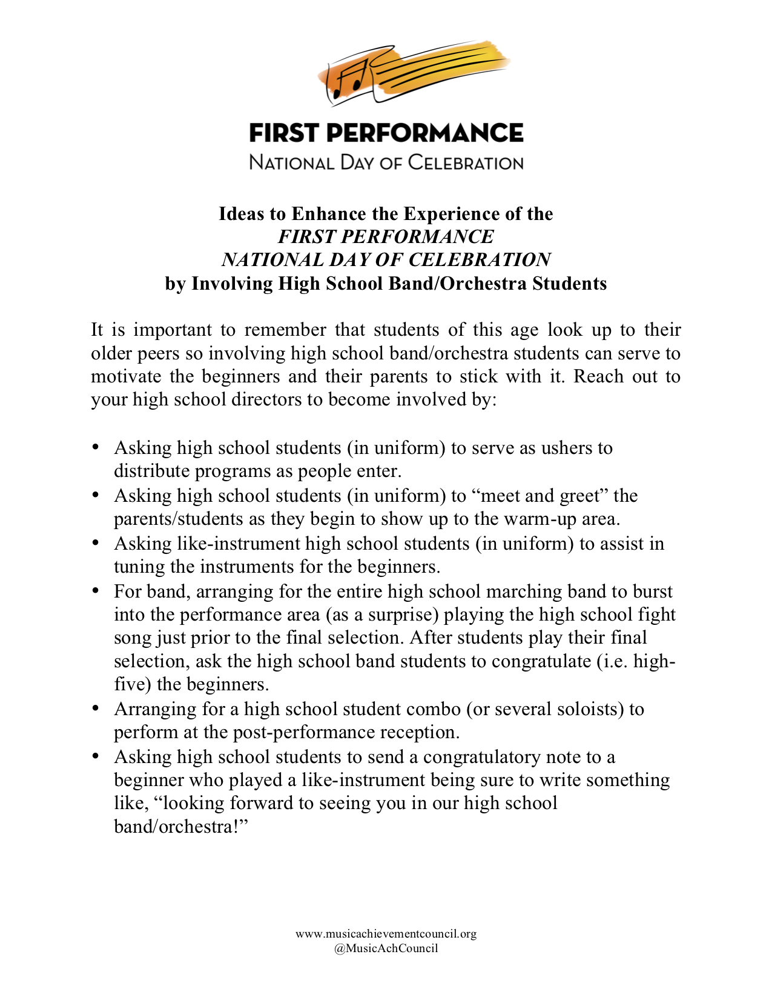 FIRST PERFORMANCE
NATIONAL DAY OF CELEBRATION
Ideas to Enhance the Experience of the
FIRST PERFORMANCE
NATIONAL DAY OF CELEBRATION
by Involving High School Band/Orchestra Students
It is important to remember that students of this age look up to their
older peers so involving high school band/orchestra students can serve to
motivate the beginners and their parents to stick with it. Reach out to
your high school directors to become involved by:
• Asking high school students (in uniform) to serve as ushers to
distribute programs as people enter.
• Asking high school students (in uniform) to “meet and greet” the
parents/students as they begin to show up to the warm-up area.
• Asking like-instrument high school students (in uniform) to assist in
tuning the instruments for the beginners.
• For band, arranging for the entire high school marching band to burst
into the performance area (as a surprise) playing the high school fight
song just prior to the final selection. After students play their final
selection, ask the high school band students to congratulate (i.e. high-
five) the beginners.
• Arranging for a high school student combo (or several soloists) to
perform at the post-performance reception.
• Asking high school students to send a congratulatory note to a
beginner who played a like-instrument being sure to write something
like, “looking forward to seeing you in our high school
band/orchestra!”
www.musicachievementcouncil.org
@MusicAchCouncil